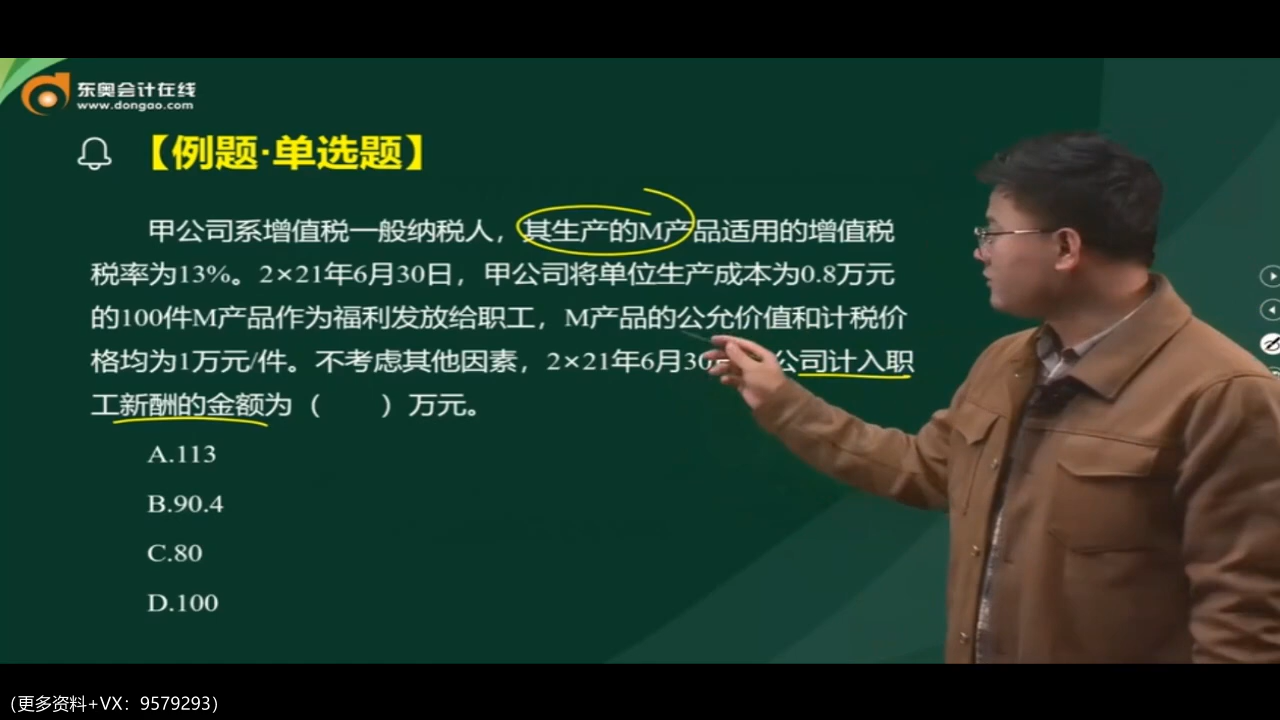 东奥会计在线
www.dongao.com
【例题·单选题】
甲公司系增值税一般纳税人，其生产的M产品适用的增值税
税率为13%。2×21年6月30日，甲公司将单位生产成本为0.8万元
的100件M产品作为福利发放给职工，M产品的公允价值和计税价
格均为1万元/件。不考虑其他因素，2×21年6月30 公司计入职
工薪酬的金额为（　　）万元。
A.113
B.90.4
C.80
D.100
(更多资料+VX：9579293)